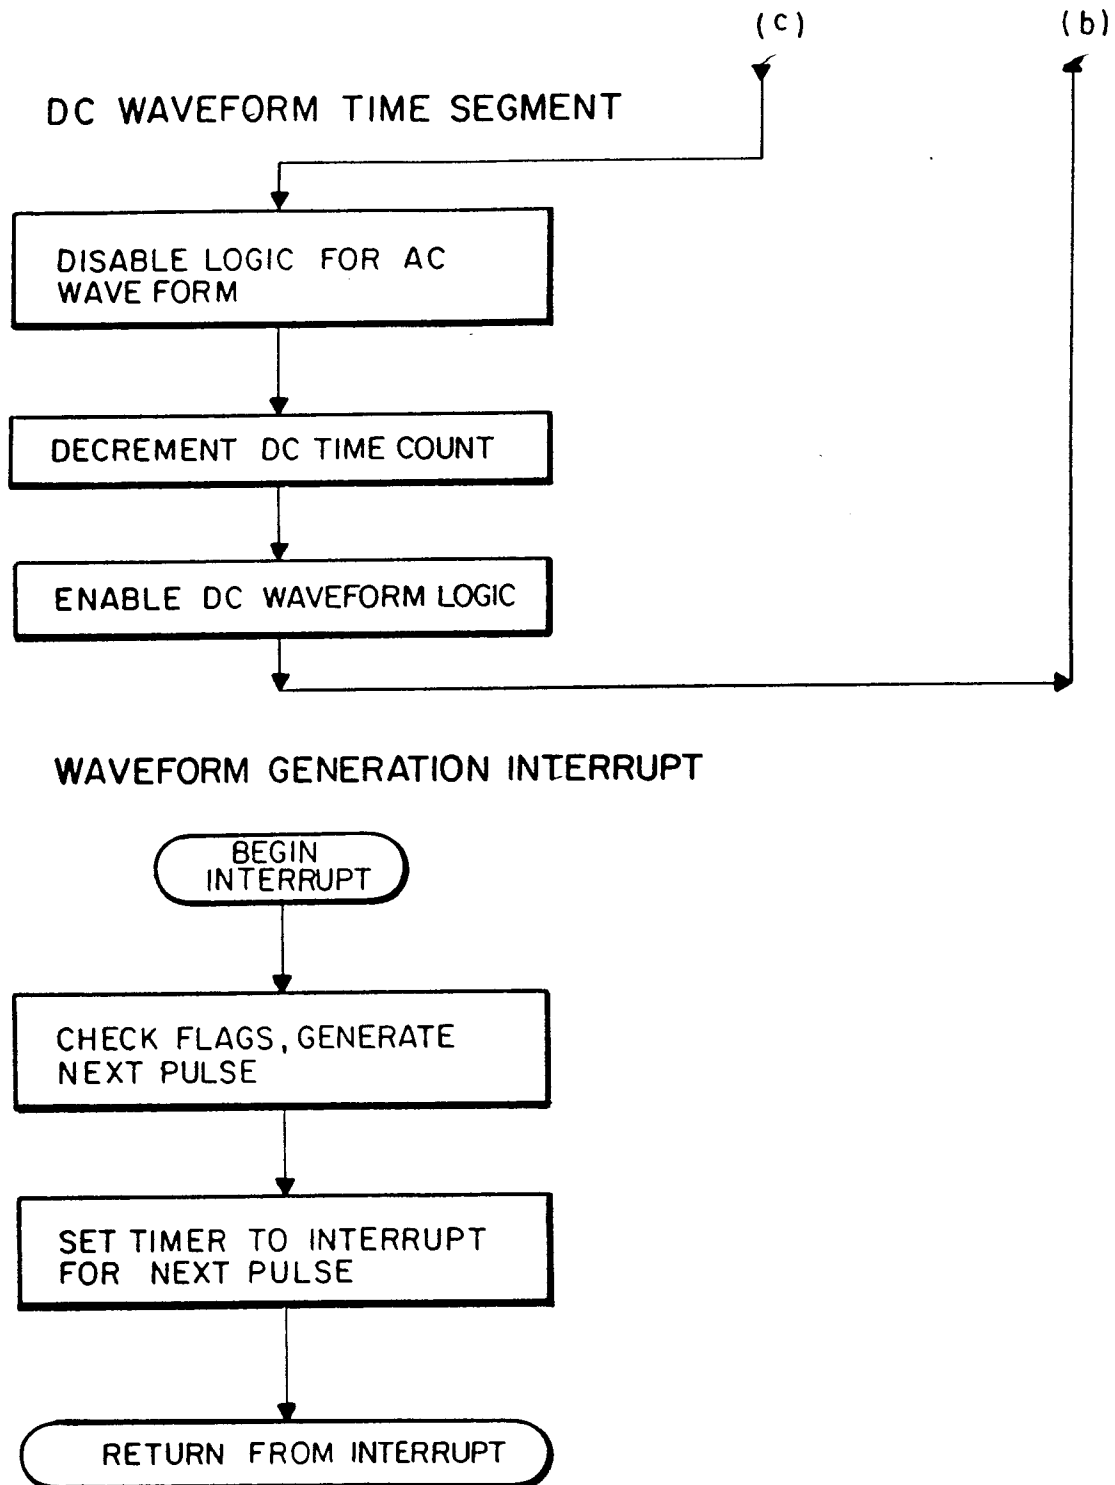 (c)
(b)
DC WAVEFORM TIME SEGMENT
DISABLE LOGIC FOR AC
WAVE FORM
DECREMENT DC TIME COUNT
ENABLE DC WAVEFORM LOGIC
WAVEFORM GENERATION INTERRUPT
BEGIN
INTERRUPT
CHECK FLAGS, GENERATE
NEXT PULSE
SET TIMER TO INTERRUPT
FOR NEXT PULSE
RETURN FROM INTERRUPT